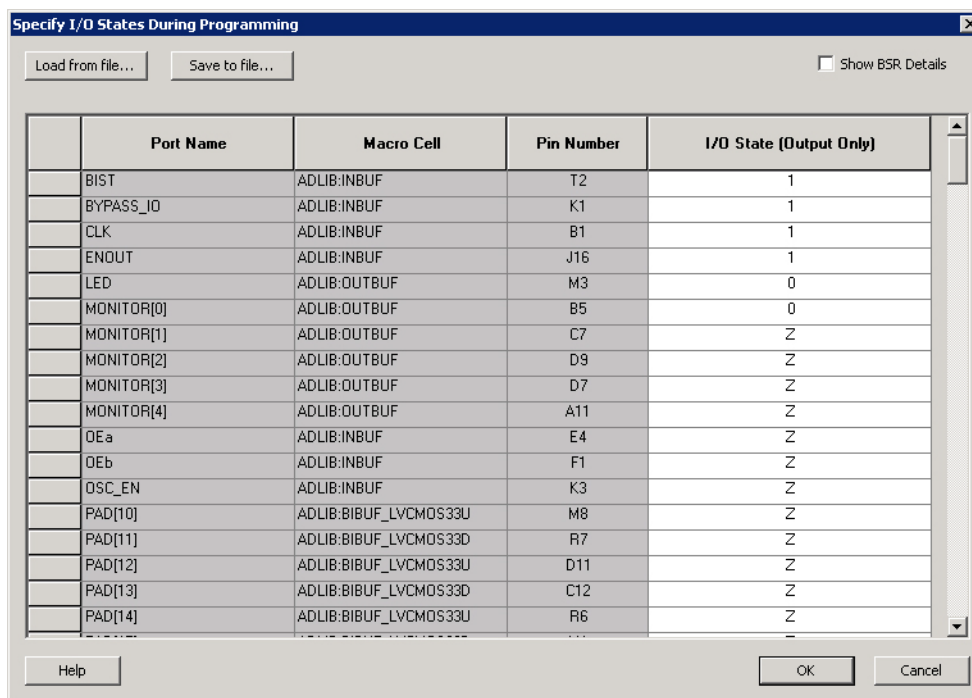 Specify I/O States During Programming
Load from file... Save to file... Show BSR Details
Port Name Macro Cell Pin Number I/O State (Output Only)
BIST ADLIB:INBUF T2 1
BYPASS_IO ADLIB:INBUF K1 1
CLK ADLIB:INBUF B1 1
ENOUT ADLIB:INBUF J16 1
LED ADLIB:OUTBUF M3 0
MONITOR[0] ADLIB:OUTBUF B5 0
MONITOR[1] ADLIB:OUTBUF C7 Z
MONITOR[2] ADLIB:OUTBUF D9 Z
MONITOR[3] ADLIB:OUTBUF D7 Z
MONITOR[4] ADLIB:OUTBUF A11 Z
OEa ADLIB:INBUF E4 Z
OEb ADLIB:INBUF F1 Z
OSC_EN ADLIB:INBUF K3 Z
PAD[10] ADLIB:BIBUF_LVCMOS33U M8 Z
PAD[11] ADLIB:BIBUF_LVCMOS33D R7 Z
PAD[12] ADLIB:BIBUF_LVCMOS33U D11 Z
PAD[13] ADLIB:BIBUF_LVCMOS33D C12 Z
PAD[14] ADLIB:BIBUF_LVCMOS33U R6 Z
Help OK Cancel